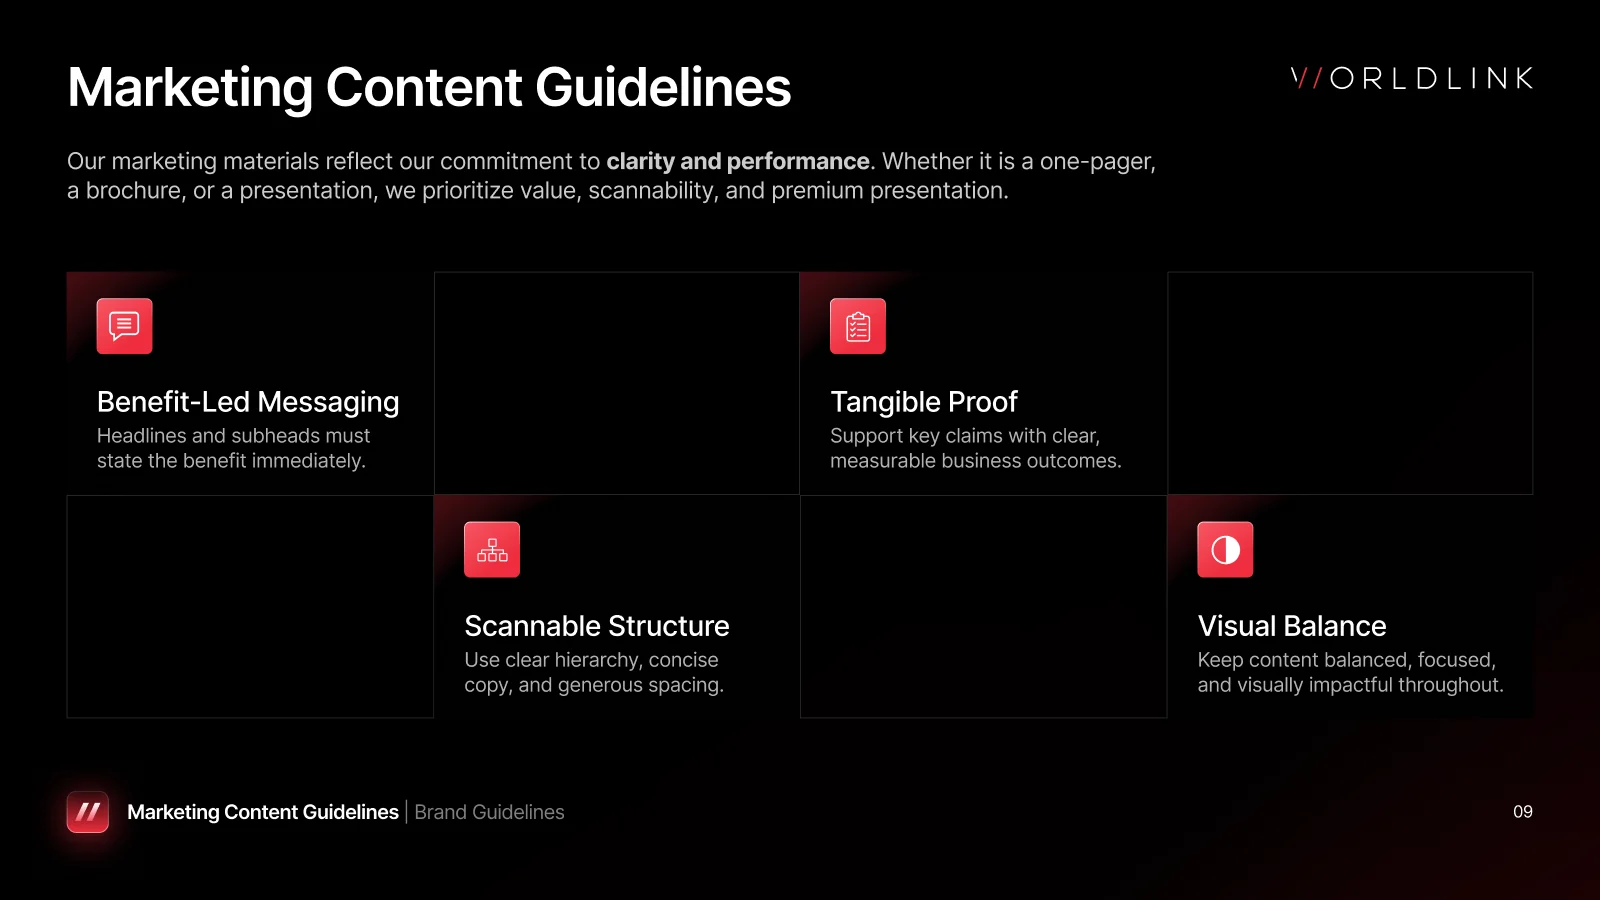 Marketing Content Guidelines
WORLDLINK
Our marketing materials reflect our commitment to clarity and performance. Whether it is a one-pager,
a brochure, or a presentation, we prioritize value, scannability, and premium presentation.
Benefit-Led Messaging
Headlines and subheads must
state the benefit immediately.
Tangible Proof
Support key claims with clear,
measurable business outcomes.
Scannable Structure
Use clear hierarchy, concise
copy, and generous spacing.
Visual Balance
Keep content balanced, focused,
and visually impactful throughout.
Marketing Content Guidelines | Brand Guidelines
09